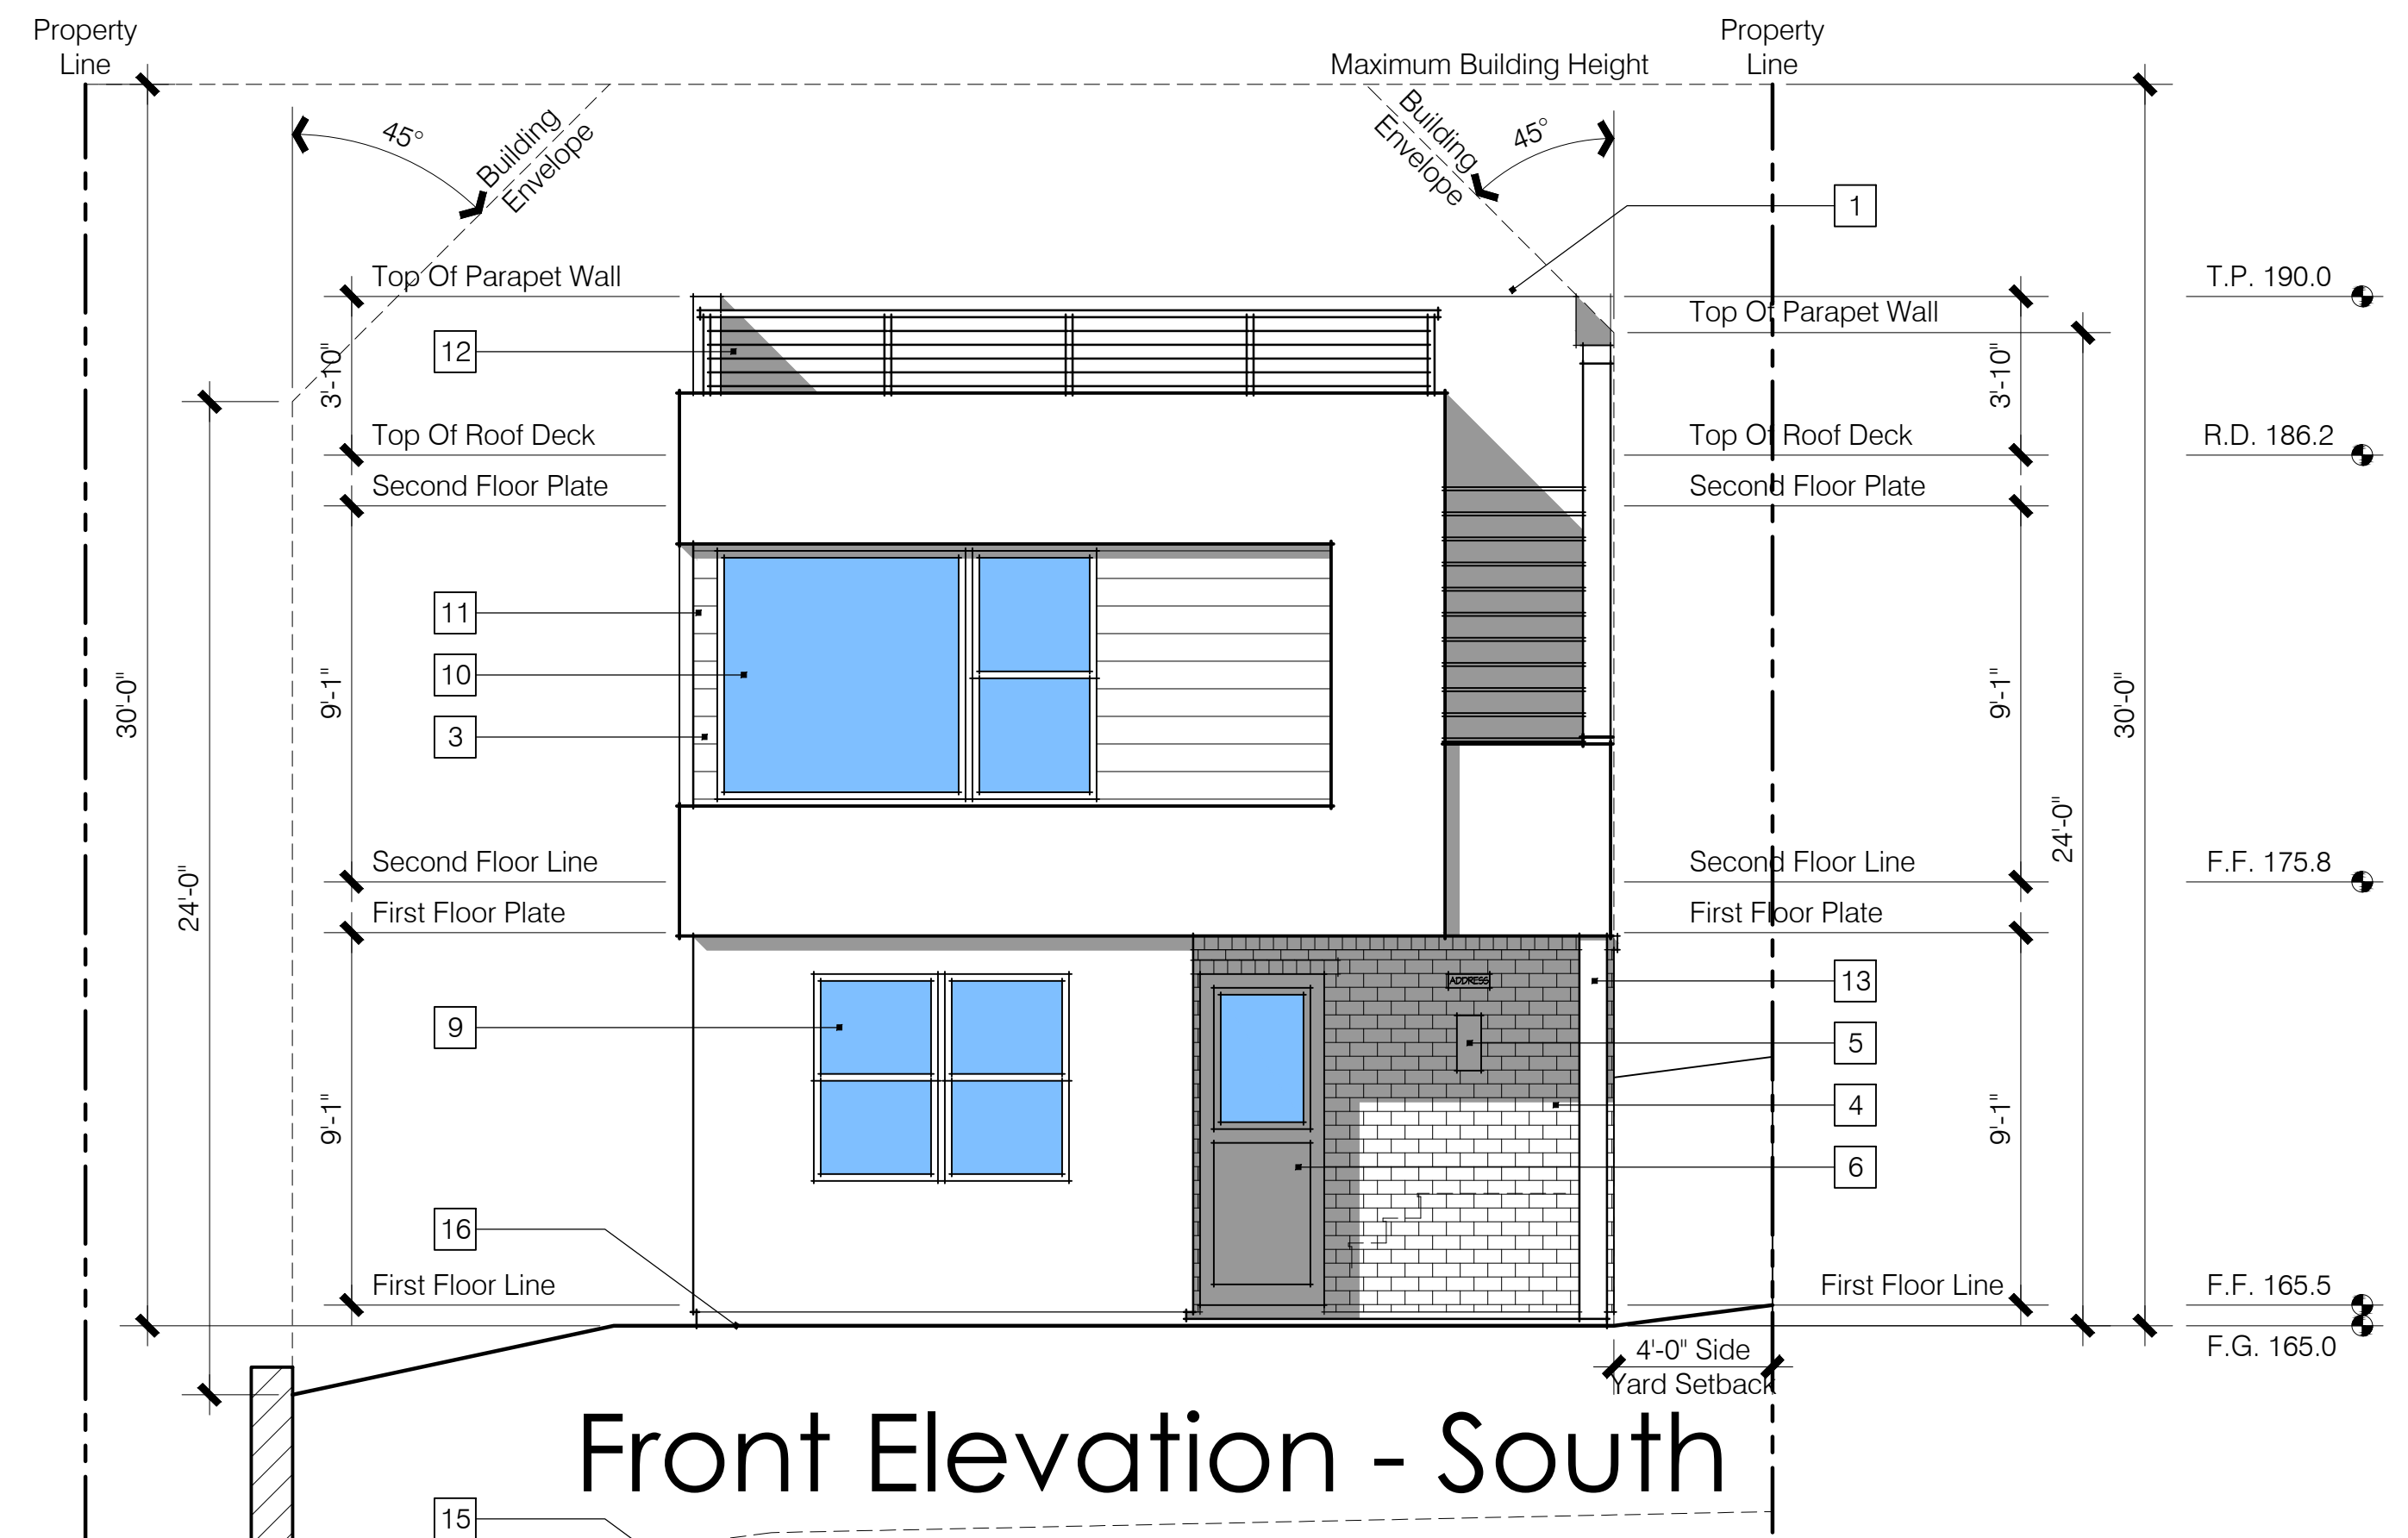 Property
Line
Property
Line
Maximum Building Height
45°
Building
Envelope
Building
Envelope
45°
1
Top Of Parapet Wall
T.P. 190.0
Top Of Parapet Wall
12
3'-10"
3'-10"
Top Of Roof Deck
Top Of Roof Deck
R.D. 186.2
Second Floor Plate
Second Floor Plate
11
10
3
30'-0"
9'-1"
9'-1"
30'-0"
24'-0"
24'-0"
Second Floor Line
Second Floor Line
F.F. 175.8
First Floor Plate
First Floor Plate
ADDRESS
13
9
5
4
6
9'-1"
9'-1"
16
First Floor Line
First Floor Line
F.F. 165.5
F.G. 165.0
4'-0" Side
Yard Setback
Front Elevation - South
15